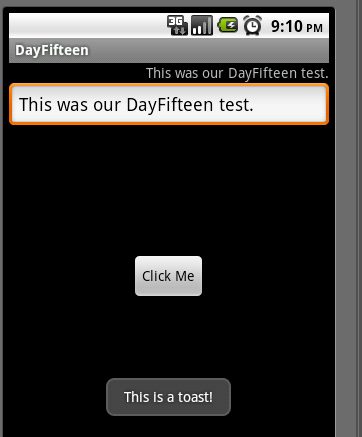 3G 9:10 PM
DayFifteen
This was our DayFifteen test.
This was our DayFifteen test.
Click Me
This is a toast!